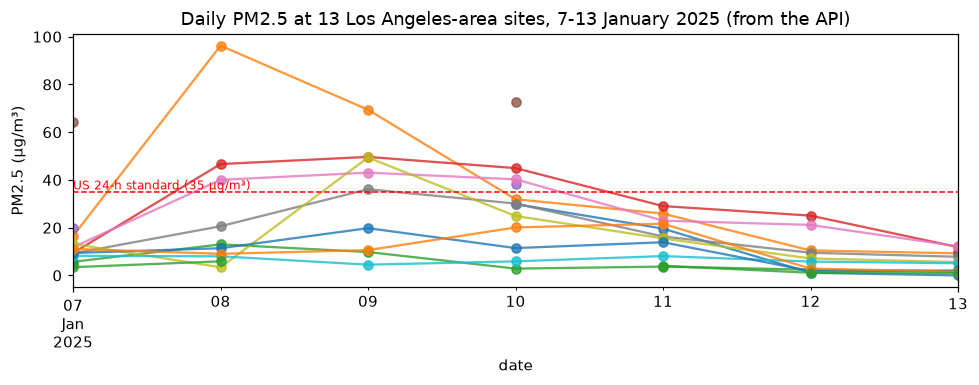 Daily PM2.5 at 13 Los Angeles-area sites, 7-13 January 2025 (from the API)
PM2.5 (µg/m³)
100
80
60
40
20
0
US 24-h standard (35 µg/m³)
07 08 09 10 11 12 13
Jan
2025
date